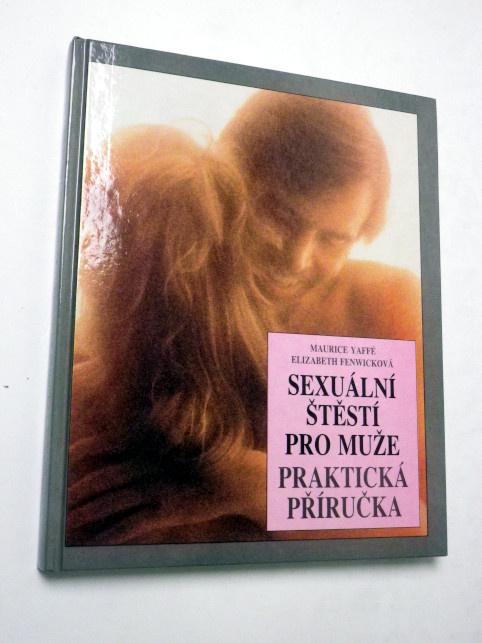 MAURICE YAFFÉ
ELIZABETH FENWICKOVÁ
SEXUÁLNÍ
ŠTĚSTÍ
PRO MUŽE
PRAKTICKÁ
PŘÍRUČKA